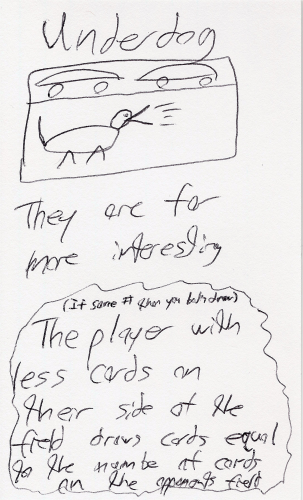 Underdog
They are far
more interesting
(If same # then you both draw)
The player with
less cards on
their side of the
field draws cards equal
to the numbe of cards
on the opponents field